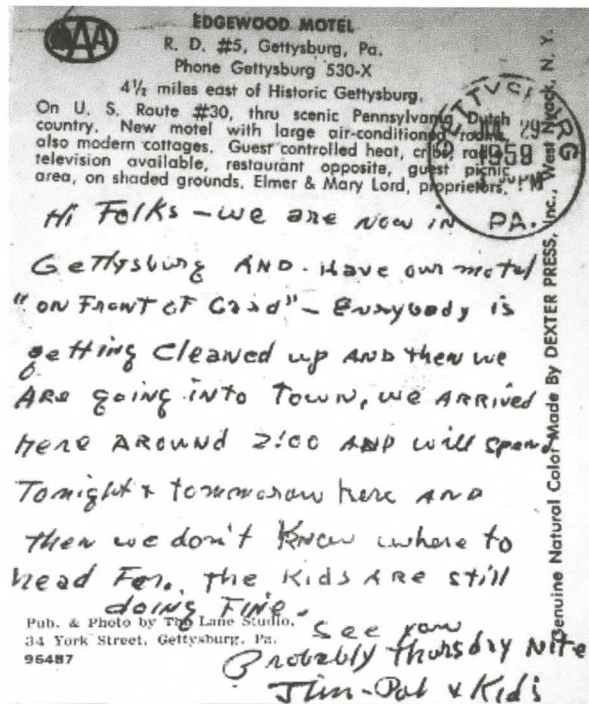 AAA
EDGEWOOD MOTEL
R. D. #5, Gettysburg, Pa.
Phone Gettysburg 530-X
4½ miles east of Historic Gettysburg.
On U. S. Route #30, thru scenic Pennsylvania Dutch
country. New motel with large air-conditioned rooms,
also modern cottages. Guest controlled heat, cribs, radio
television available, restaurant opposite, guest picnic
area, on shaded grounds. Elmer & Mary Lord, proprietors.
GETTYSBURG
29
1959
PM
PA.
Hi Folks - we are now in
Gettysburg AND Have our motel
"on Front of Card" - Everybody is
getting Cleaned up AND then we
ARe going into Town, we ARRived
here AROUND 2:00 AND will spend
Tonight + tommorow here AND
then we don't Know where to
head For. The Kids ARe still
doing Fine.
See you
Probably Thursday Nite
Jim-Pat & Kids
Pub. & Photo by The Lane Studio,
34 York Street, Gettysburg, Pa.
96487
Genuine Natural Color Made By DEXTER PRESS, Inc., West Nyack, N. Y.